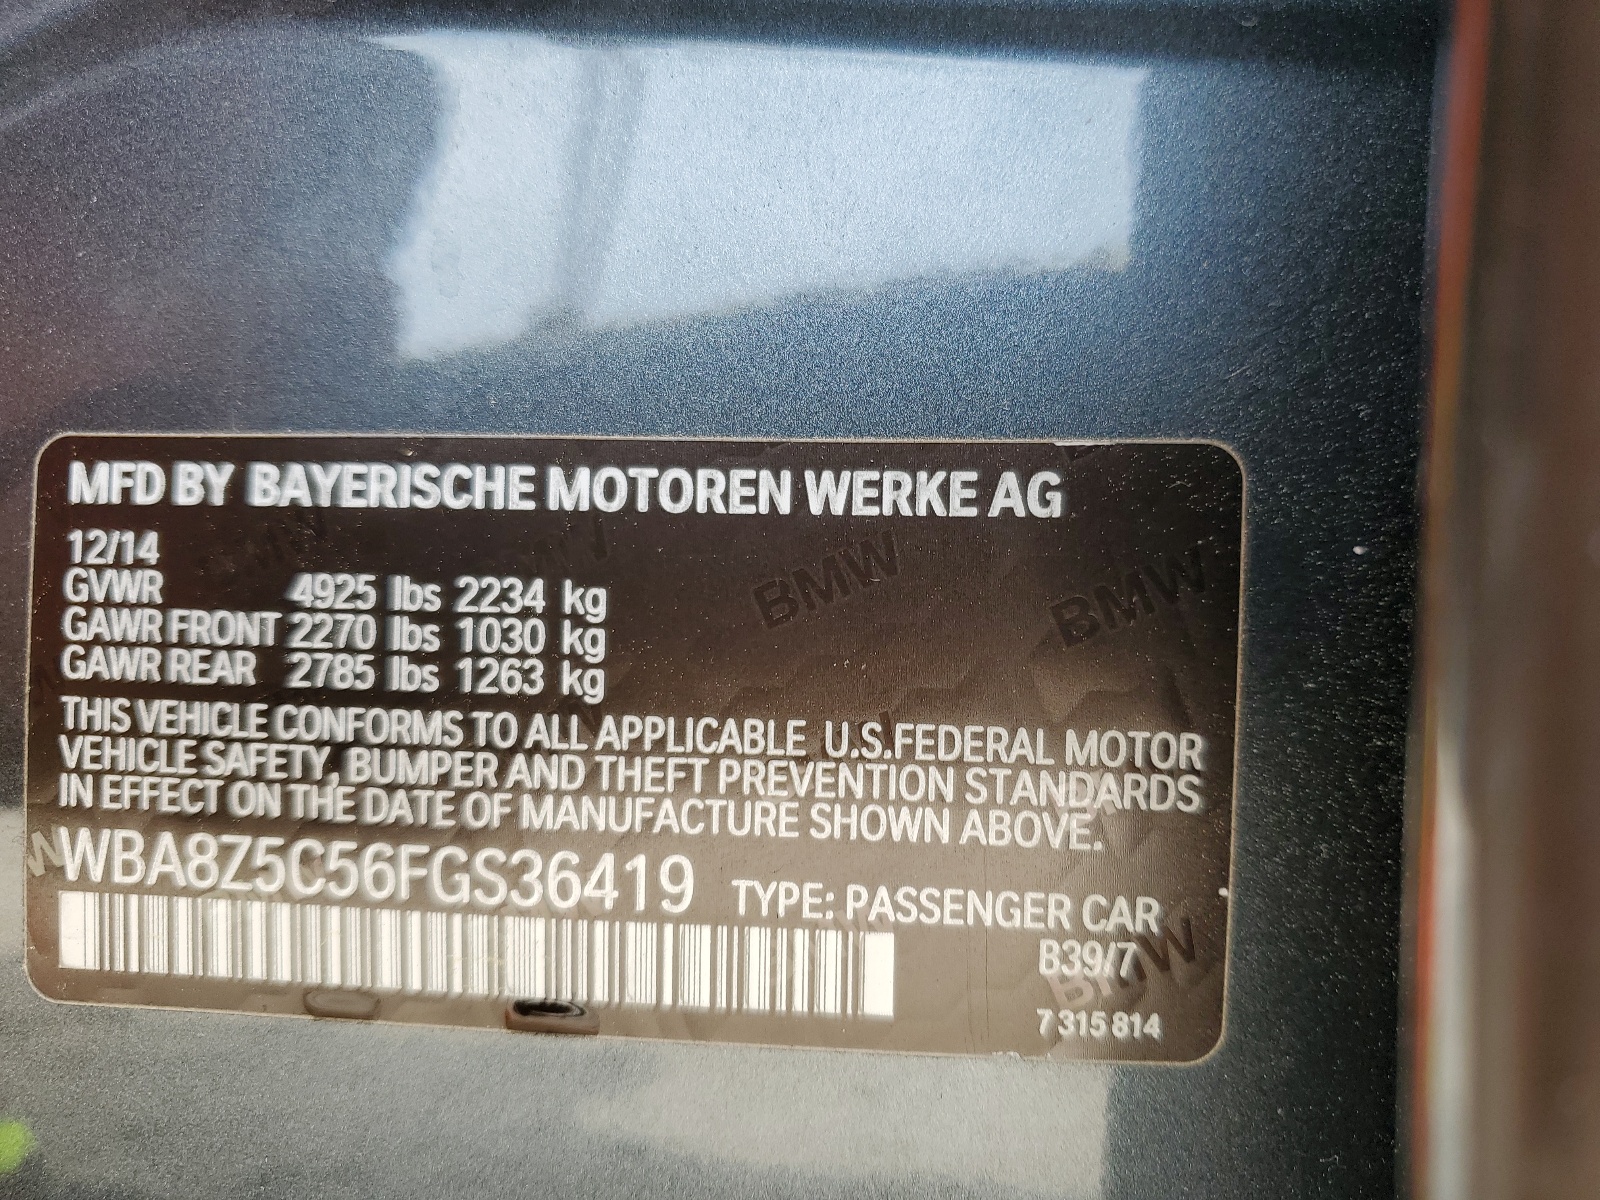 MFD BY BAYERISCHE MOTOREN WERKE AG
12/14
GVWR 4925 lbs 2234 kg
GAWR FRONT 2270 lbs 1030 kg
GAWR REAR 2785 lbs 1263 kg
THIS VEHICLE CONFORMS TO ALL APPLICABLE U.S.FEDERAL MOTOR
VEHICLE SAFETY, BUMPER AND THEFT PREVENTION STANDARDS
IN EFFECT ON THE DATE OF MANUFACTURE SHOWN ABOVE.
WBA8Z5C56FGS36419 TYPE: PASSENGER CAR
B39/7
7 315 814
BMW
BMW
BMW